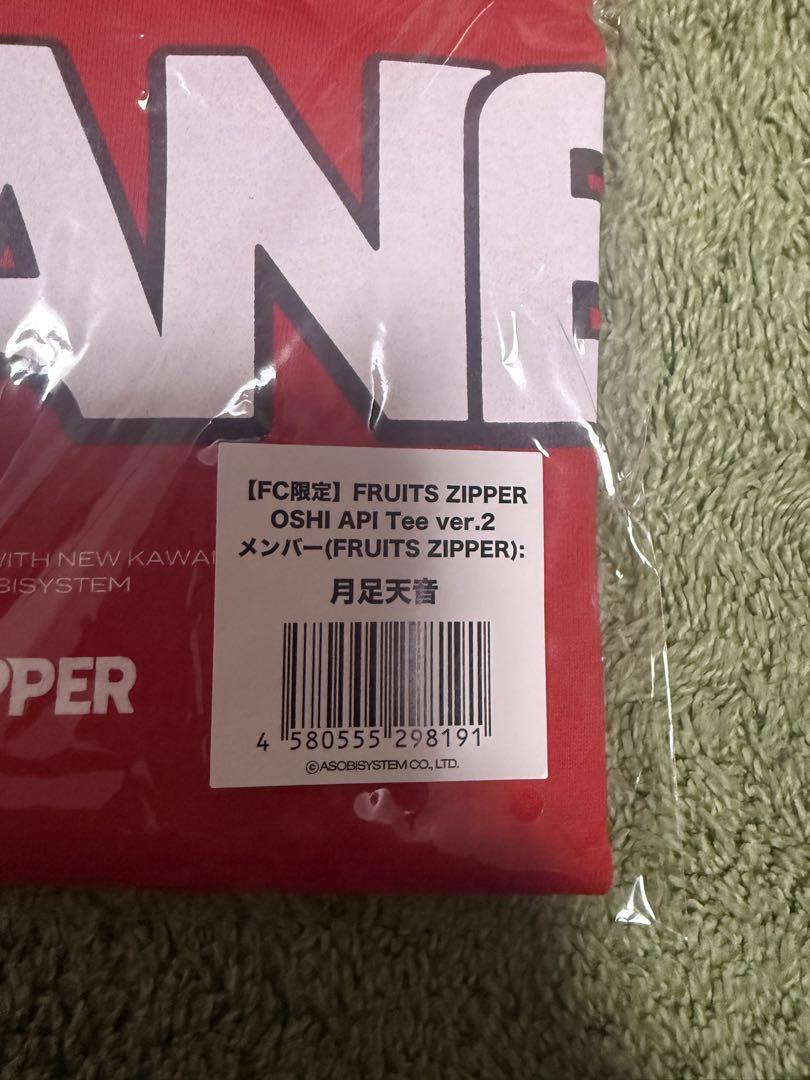 ANE
【FC限定】FRUITS ZIPPER
OSHI API Tee ver.2
メンバー(FRUITS ZIPPER):
月足天音
WITH NEW KAWAI
BISYSTEM
PPER
4 580555 298191
©ASOBISYSTEM CO., LTD.